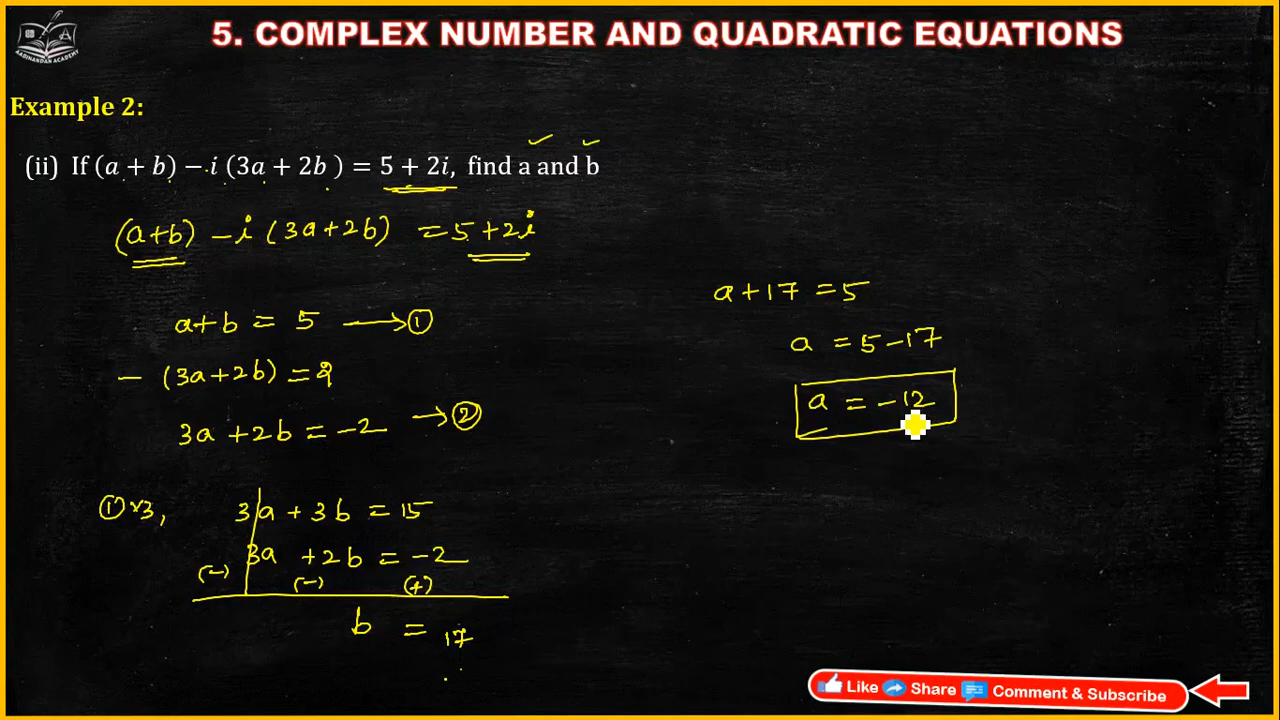 AADINANDAN ACADEMY
5. COMPLEX NUMBER AND QUADRATIC EQUATIONS
Example 2:
(ii) If (a + b) − i (3a + 2b ) = 5 + 2i, find a and b
(a+b) − i (3a+2b) = 5 + 2i
a+b = 5 → ①
− (3a+2b) = 2
3a + 2b = −2 → ②
①×3, 3a + 3b = 15
3a + 2b = −2
(−) (−) (+)
b = 17
a + 17 = 5
a = 5 − 17
a = −12
Like Share Comment & Subscribe